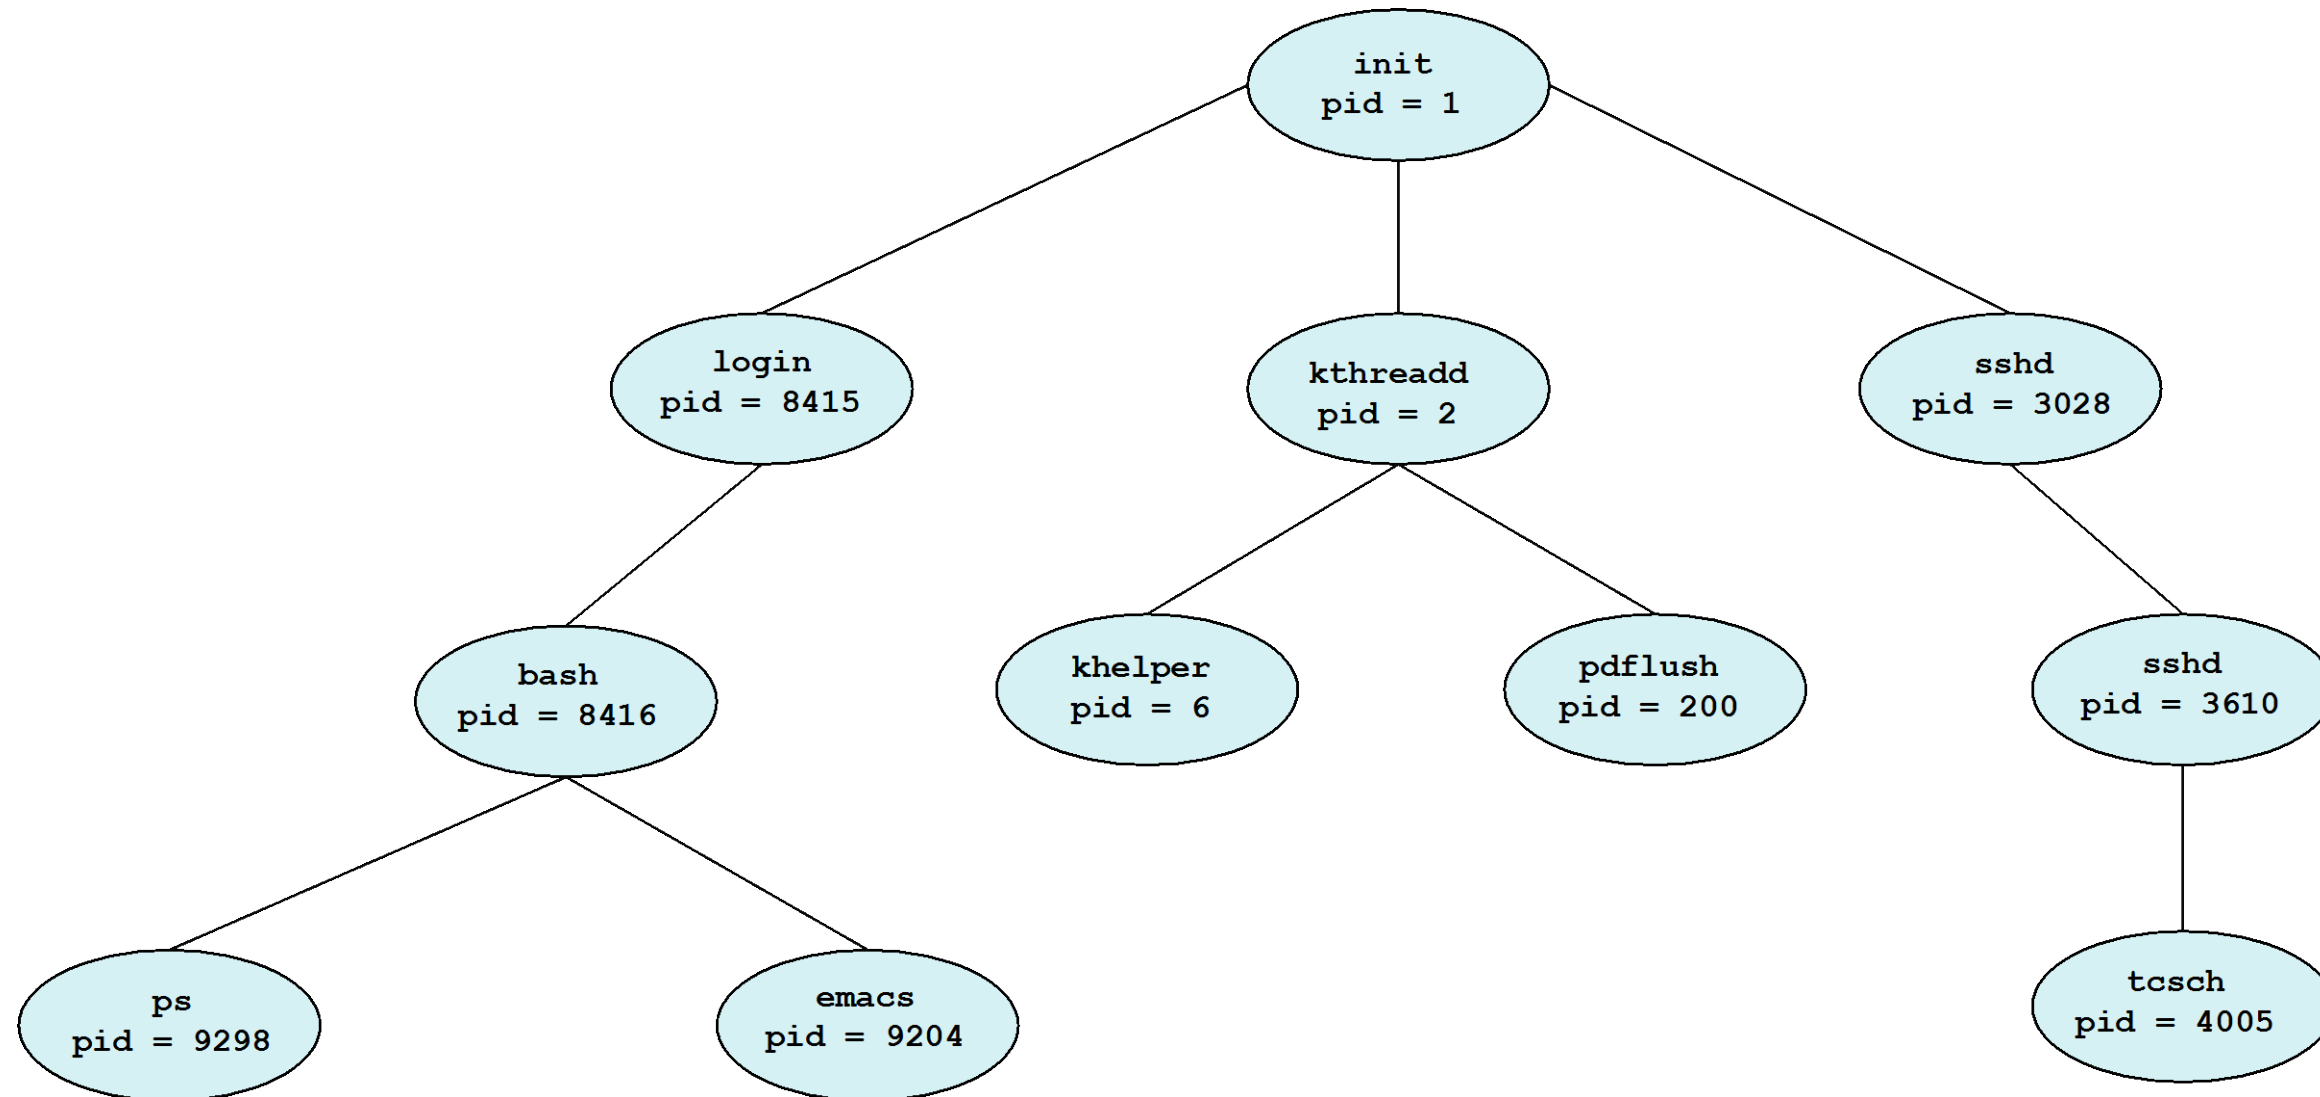 init
pid = 1
login
pid = 8415
kthreadd
pid = 2
sshd
pid = 3028
bash
pid = 8416
khelper
pid = 6
pdflush
pid = 200
sshd
pid = 3610
ps
pid = 9298
emacs
pid = 9204
tcsch
pid = 4005